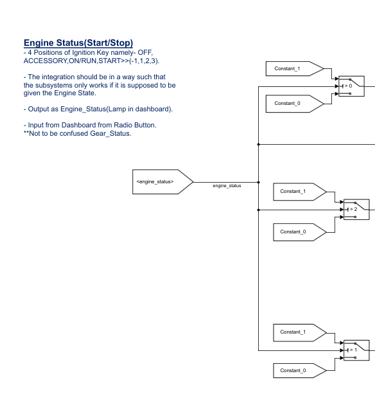 Engine Status(Start/Stop)
- 4 Positions of Ignition Key namely- OFF,
ACCESSORY,ON/RUN,START>>{-1,1,2,3}.
- The integration should be in a way such that
the subsystems only works if it is supposed to be
given the Engine State.
- Output as Engine_Status(Lamp in dashboard).
- Input from Dashboard from Radio Button.
**Not to be confused Gear_Status.
Constant_1
> 0
Constant_0
<engine_status>
engine_status
Constant_1
> 2
Constant_0
Constant_1
> 1
Constant_0